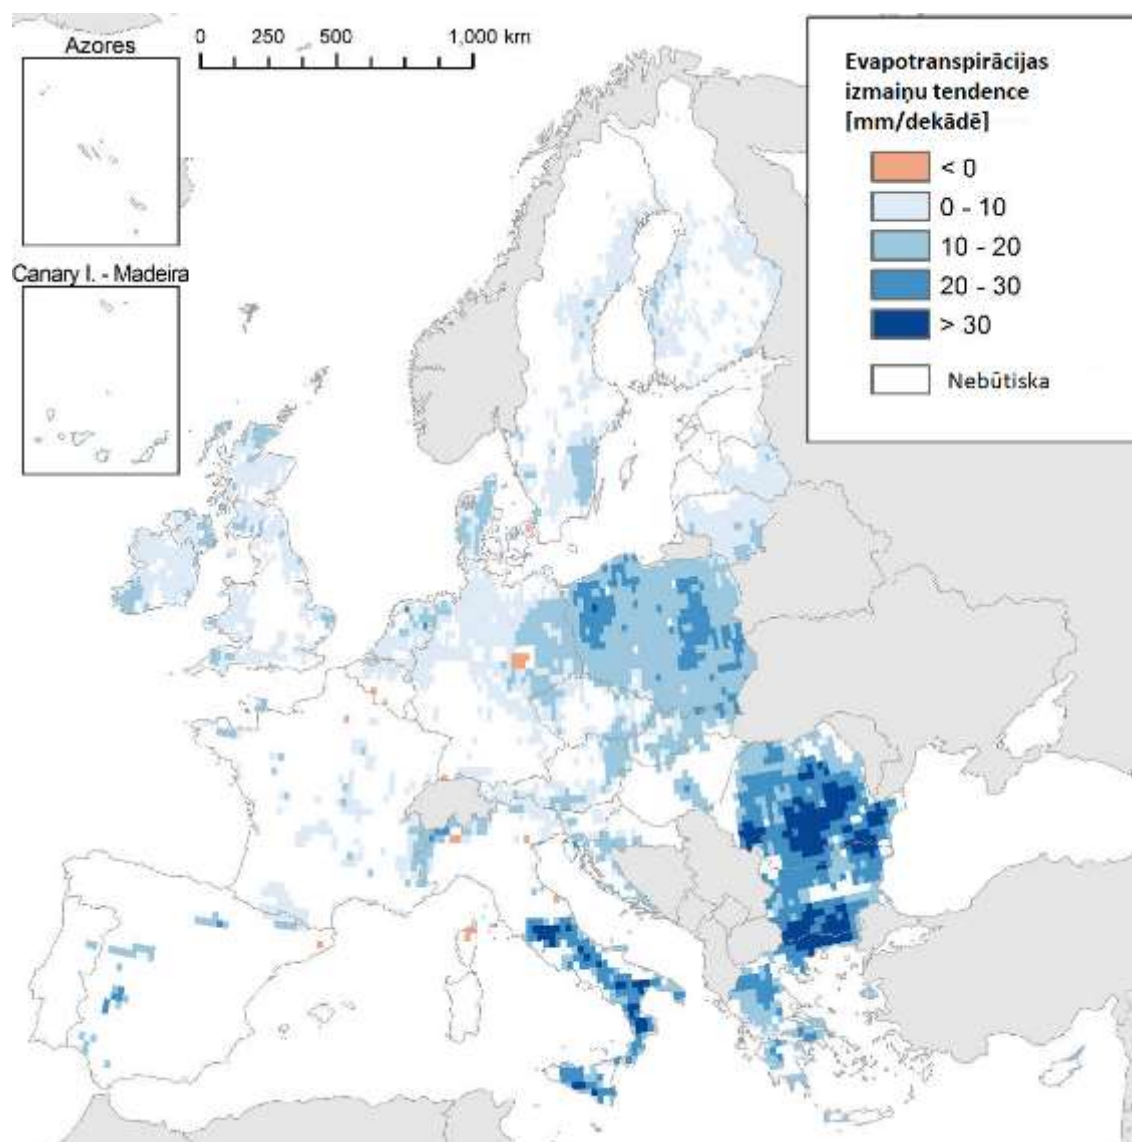 Azores
0 250 500 1,000 km
Canary I. - Madeira
Evapotranspirācijas
izmaiņu tendence
[mm/dekādē]
< 0
0 - 10
10 - 20
20 - 30
> 30
Nebūtiska